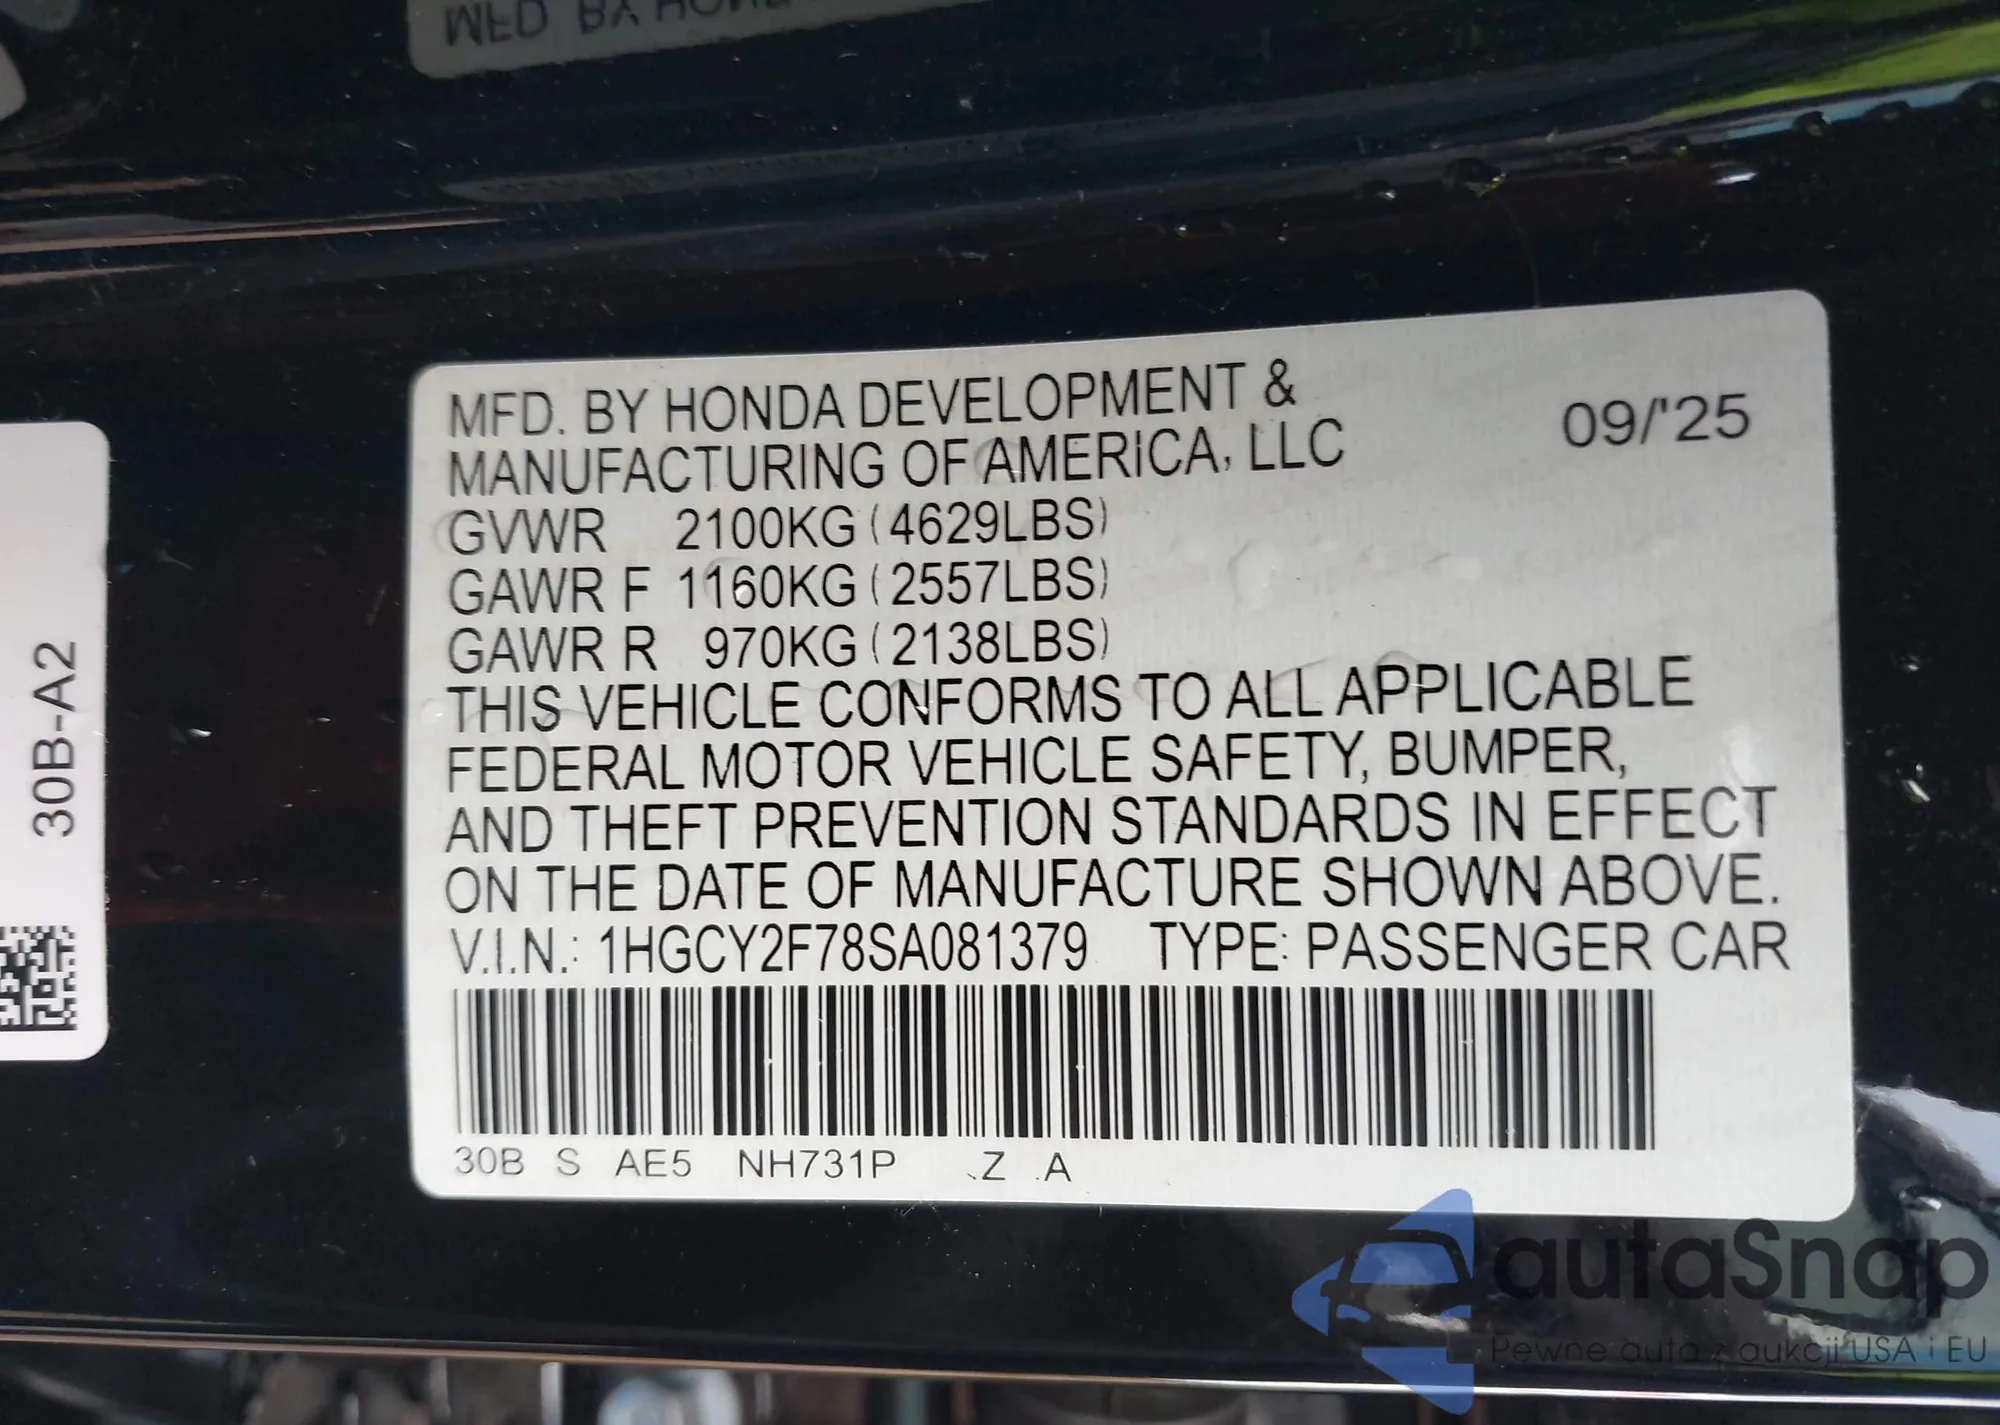 MFD. BY HONDA DEVELOPMENT &
MANUFACTURING OF AMERICA, LLC
09/'25
GVWR 2100KG (4629LBS)
GAWR F 1160KG (2557LBS)
GAWR R 970KG (2138LBS)
THIS VEHICLE CONFORMS TO ALL APPLICABLE
FEDERAL MOTOR VEHICLE SAFETY, BUMPER,
AND THEFT PREVENTION STANDARDS IN EFFECT
ON THE DATE OF MANUFACTURE SHOWN ABOVE.
V.I.N.: 1HGCY2F78SA081379 TYPE: PASSENGER CAR
30B S AE5 NH731P .Z .A
30B-A2
autaSnap
Pewne auta z aukcji USA i EU